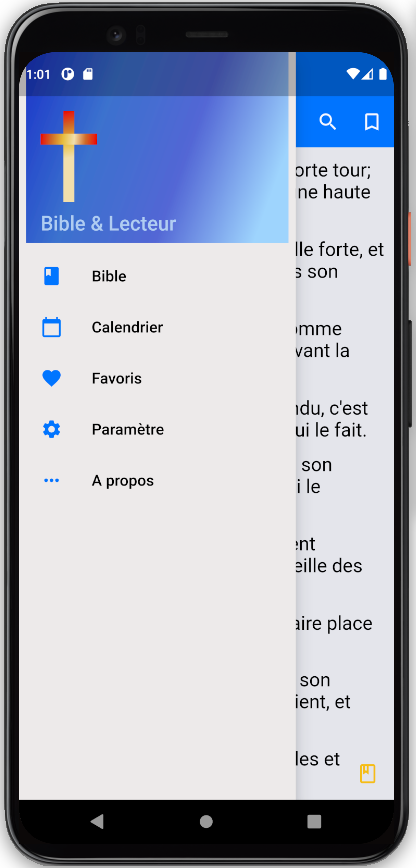 1:01
Bible & Lecteur
Bible
Calendrier
Favoris
Paramètre
A propos
orte tour;
ne haute
lle forte, et
s son
omme
vant la
ndu, c'est
ui le fait.
son
i le
ent
eille des
aire place
son
ient, et
les et